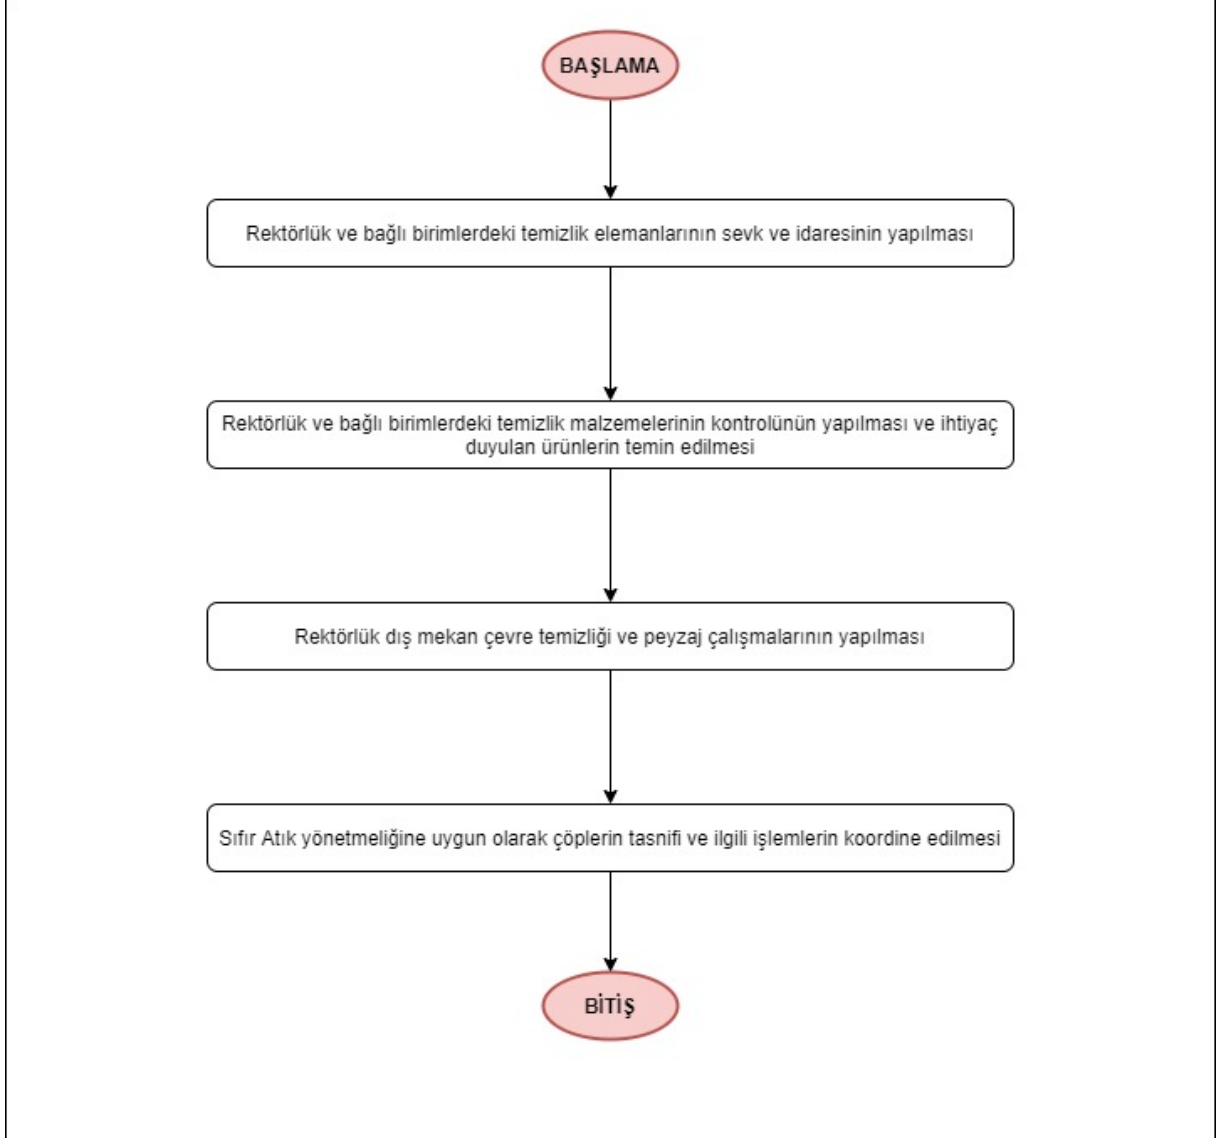 BAŞLAMA
Rektörlük ve bağlı birimlerdeki temizlik elemanlarının sevk ve idaresinin yapılması
Rektörlük ve bağlı birimlerdeki temizlik malzemelerinin kontrolünün yapılması ve ihtiyaç
duyulan ürünlerin temin edilmesi
Rektörlük dış mekan çevre temizliği ve peyzaj çalışmalarının yapılması
Sıfır Atık yönetmeliğine uygun olarak çöplerin tasnifi ve ilgili işlemlerin koordine edilmesi
BİTİŞ